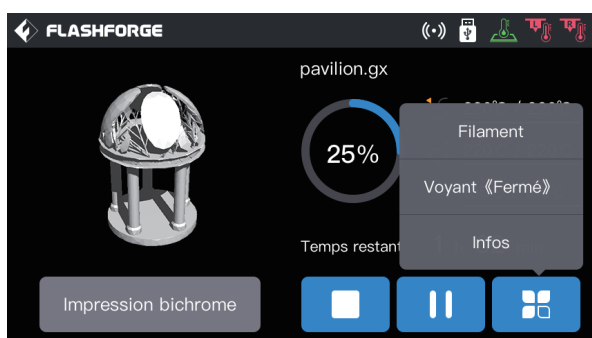 FLASHFORGE
L R
pavilion.gx
25%
Filament
Voyant 《Fermé》
Temps restant
Infos
Impression bichrome